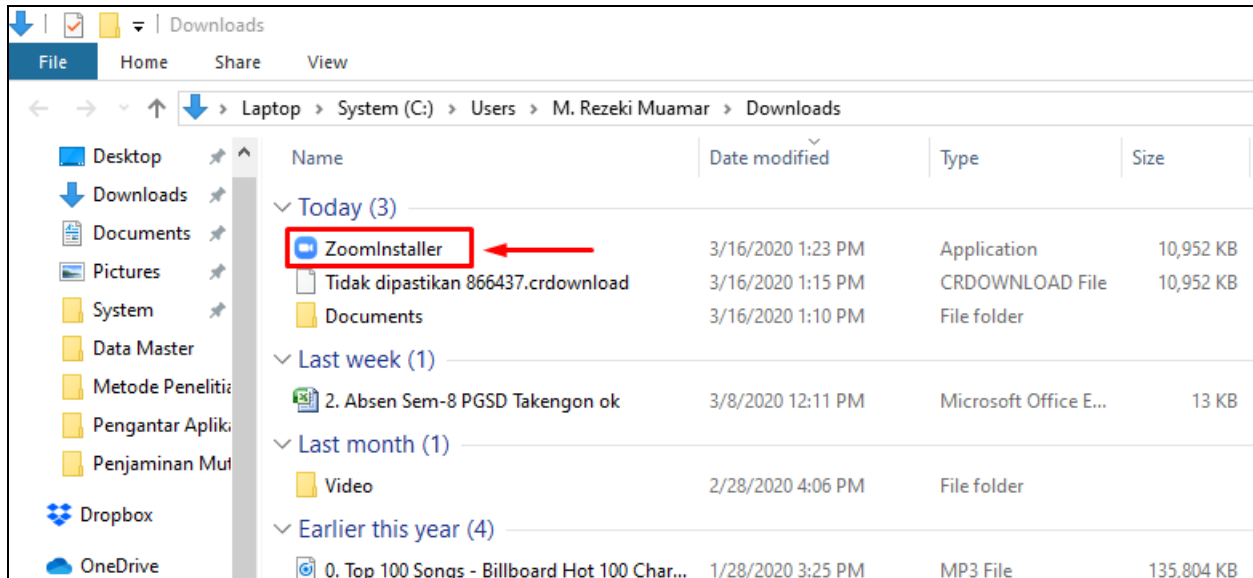 Downloads
File Home Share View
Laptop > System (C:) > Users > M. Rezeki Muamar > Downloads
Desktop
Downloads
Documents
Pictures
System
Data Master
Metode Penelitia
Pengantar Aplika
Penjaminan Mut
Dropbox
OneDrive
Name Date modified Type Size
Today (3)
ZoomInstaller 3/16/2020 1:23 PM Application 10,952 KB
Tidak dipastikan 866437.crdownload 3/16/2020 1:15 PM CRDOWNLOAD File 10,952 KB
Documents 3/16/2020 1:10 PM File folder
Last week (1)
2. Absen Sem-8 PGSD Takengon ok 3/8/2020 12:11 PM Microsoft Office E... 13 KB
Last month (1)
Video 2/28/2020 4:06 PM File folder
Earlier this year (4)
0. Top 100 Songs - Billboard Hot 100 Char... 1/28/2020 3:25 PM MP3 File 135,804 KB